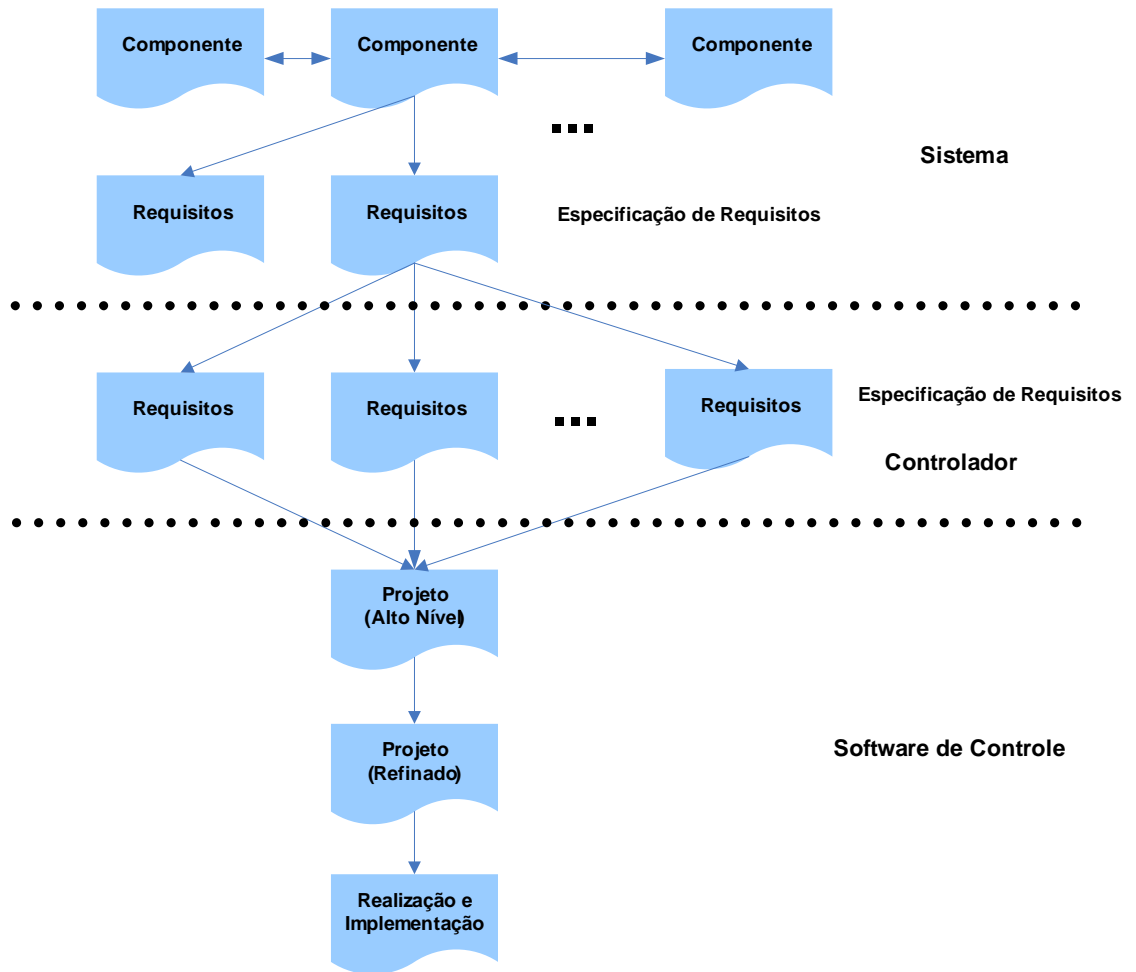 Componente
Componente
Componente
Sistema
Requisitos
Requisitos
Especificação de Requisitos
Requisitos
Requisitos
Requisitos
Especificação de Requisitos
Controlador
Projeto
(Alto Nível)
Projeto
(Refinado)
Software de Controle
Realização e
Implementação